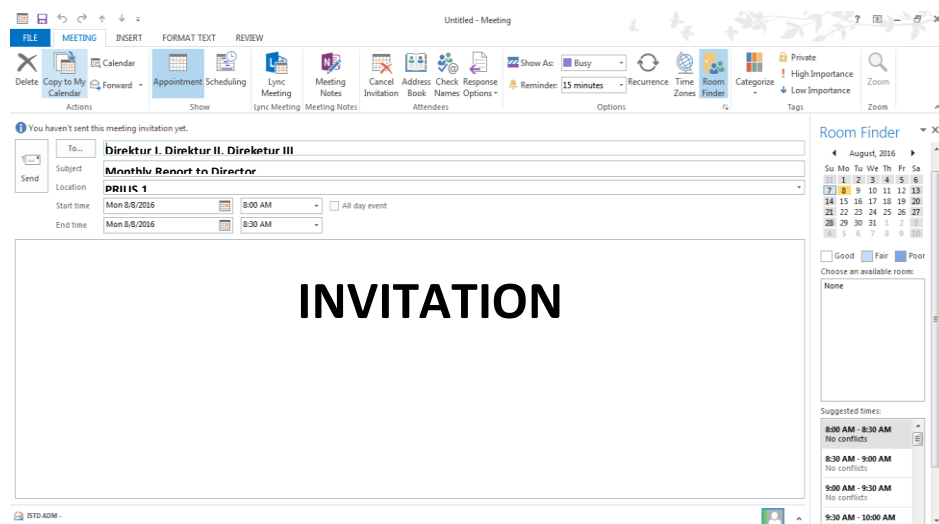 Untitled - Meeting
?
FILE MEETING INSERT FORMAT TEXT REVIEW
Delete
Copy to My Calendar
Calendar
Forward
Actions
Appointment
Scheduling
Show
Lync Meeting
Lync Meeting
Meeting Notes
Meeting Notes
Cancel Invitation
Address Book
Check Names
Response Options
Attendees
Show As: Busy
Reminder: 15 minutes
Recurrence
Time Zones
Room Finder
Options
Categorize
Private
High Importance
Low Importance
Tags
Zoom
Zoom
You haven't sent this meeting invitation yet.
Send
To... Direktur I. Direktur II. Direketur III
Subject Monthly Report to Director
Location PRIUS 1
Start time Mon 8/8/2016 8:00 AM All day event
End time Mon 8/8/2016 8:30 AM
INVITATION
Room Finder
August, 2016
Su Mo Tu We Th Fr Sa
31 1 2 3 4 5 6
7 8 9 10 11 12 13
14 15 16 17 18 19 20
21 22 23 24 25 26 27
28 29 30 31 1 2 3
4 5 6 7 8 9 10
Good Fair Poor
Choose an available room:
None
Suggested times:
8:00 AM - 8:30 AM
No conflicts
8:30 AM - 9:00 AM
No conflicts
9:00 AM - 9:30 AM
No conflicts
9:30 AM - 10:00 AM
ISTD ADM -